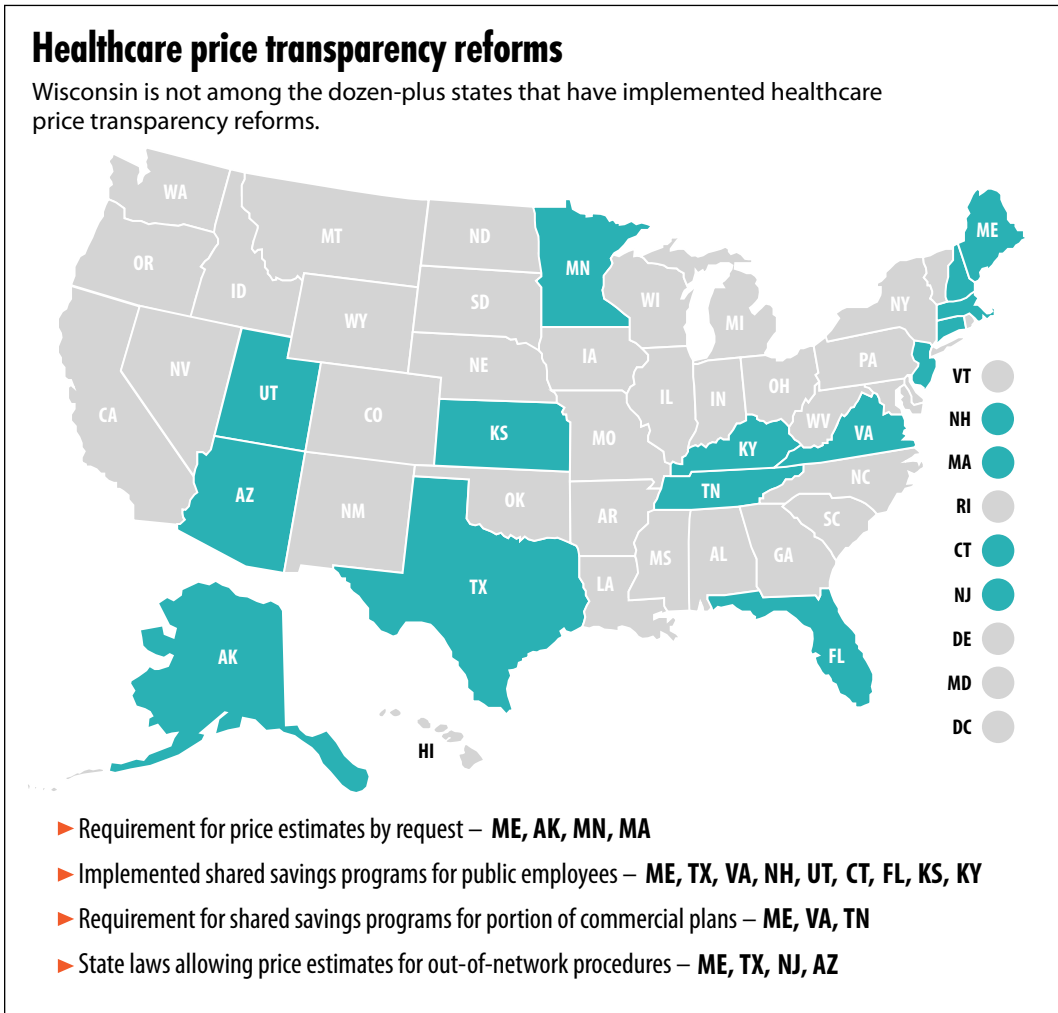 Healthcare price transparency reforms
Wisconsin is not among the dozen-plus states that have implemented healthcare
price transparency reforms.
WA
OR
CA
NV
ID
MT
WY
UT
AZ
CO
NM
ND
SD
NE
KS
OK
TX
MN
IA
MO
AR
LA
WI
IL
MI
IN
OH
KY
TN
MS
AL
GA
FL
SC
NC
VA
WV
PA
NY
ME
AK
HI
VT
NH
MA
RI
CT
NJ
DE
MD
DC
► Requirement for price estimates by request – ME, AK, MN, MA
► Implemented shared savings programs for public employees – ME, TX, VA, NH, UT, CT, FL, KS, KY
► Requirement for shared savings programs for portion of commercial plans – ME, VA, TN
► State laws allowing price estimates for out-of-network procedures – ME, TX, NJ, AZ